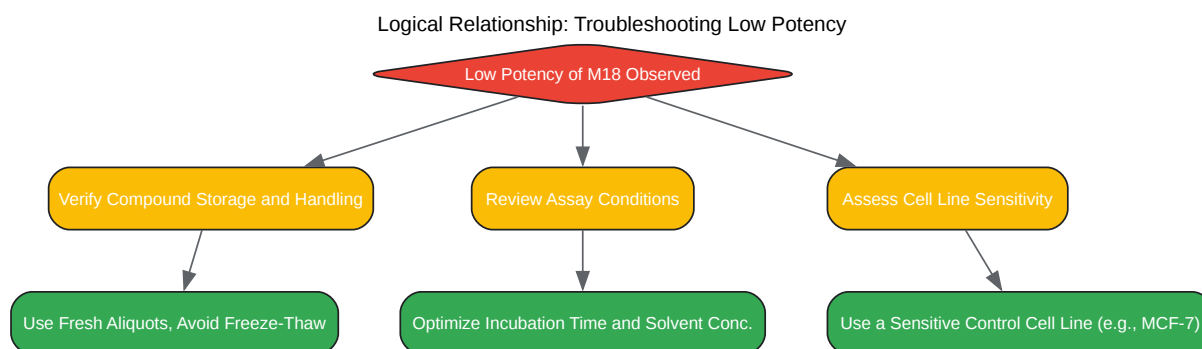 Logical Relationship: Troubleshooting Low Potency
Low Potency of M18 Observed
Verify Compound Storage and Handling
Review Assay Conditions
Assess Cell Line Sensitivity
Use Fresh Aliquots, Avoid Freeze-Thaw
Optimize Incubation Time and Solvent Conc.
Use a Sensitive Control Cell Line (e.g., MCF-7)